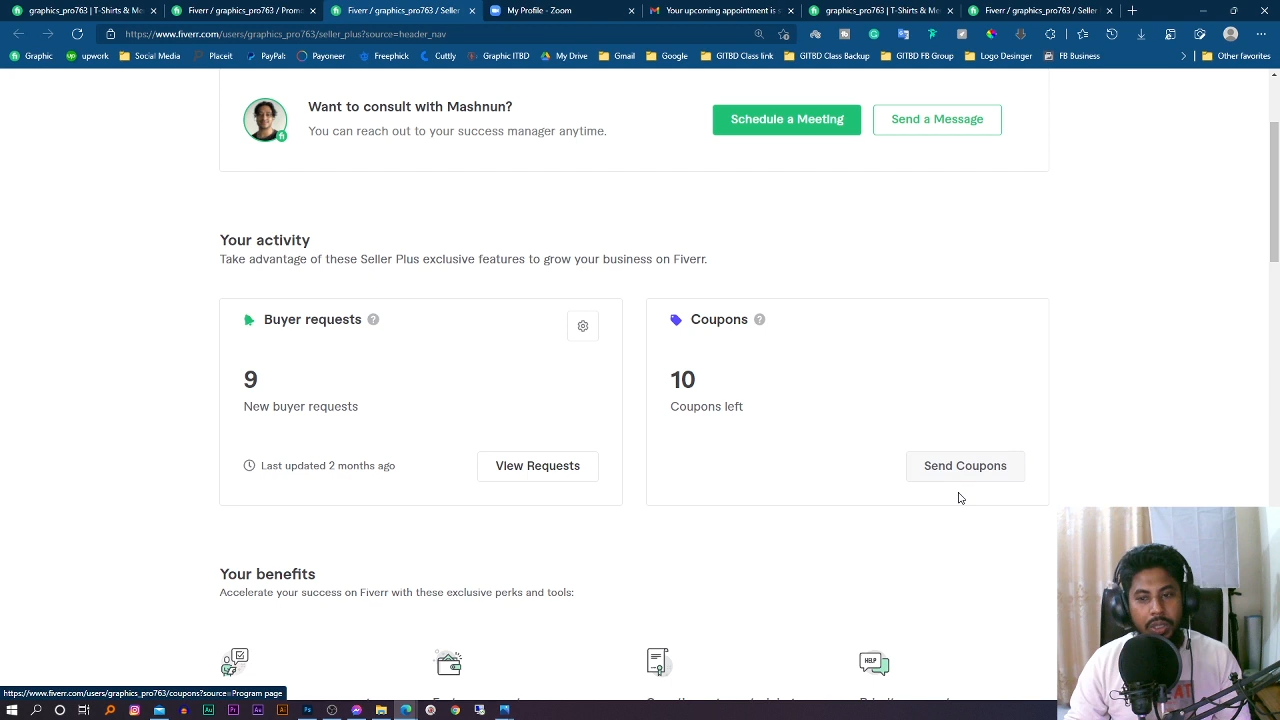 graphics_pro763 | T-Shirts & M
Fiverr / graphics_pro763 / Promo
Fiverr / graphics_pro763 / Seller
My Profile - Zoom
Your upcoming appointment is s
graphics_pro763 | T-Shirts & M
Fiverr / graphics_pro763 / Seller
https://www.fiverr.com/users/graphics_pro763/seller_plus?source=header_nav
Graphic
upwork
Social Media
Placeit
PayPal:
Payoneer
Freephick
Cuttly
Graphic ITBD
My Drive
Gmail
Google
GITBD Class link
GITBD Class Backup
GITBD FB Group
Logo Desinger
FB Business
Other favorites
Want to consult with Mashnun?
You can reach out to your success manager anytime.
Schedule a Meeting
Send a Message
Your activity
Take advantage of these Seller Plus exclusive features to grow your business on Fiverr.
Buyer requests
9
New buyer requests
Last updated 2 months ago
View Requests
Coupons
10
Coupons left
Send Coupons
Your benefits
Accelerate your success on Fiverr with these exclusive perks and tools:
HELP
https://www.fiverr.com/users/graphics_pro763/coupons?source=Program page